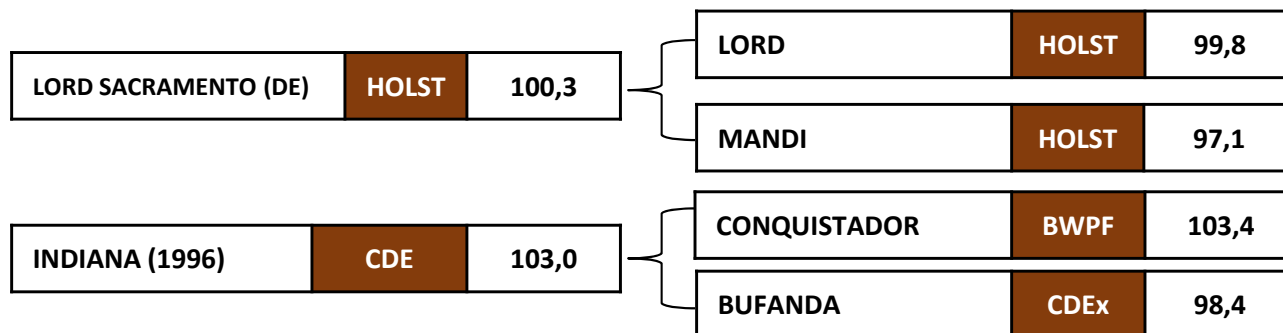 LORD HOLST 99,8
LORD SACRAMENTO (DE) HOLST 100,3
MANDI HOLST 97,1
CONQUISTADOR BWPF 103,4
INDIANA (1996) CDE 103,0
BUFANDA CDEx 98,4